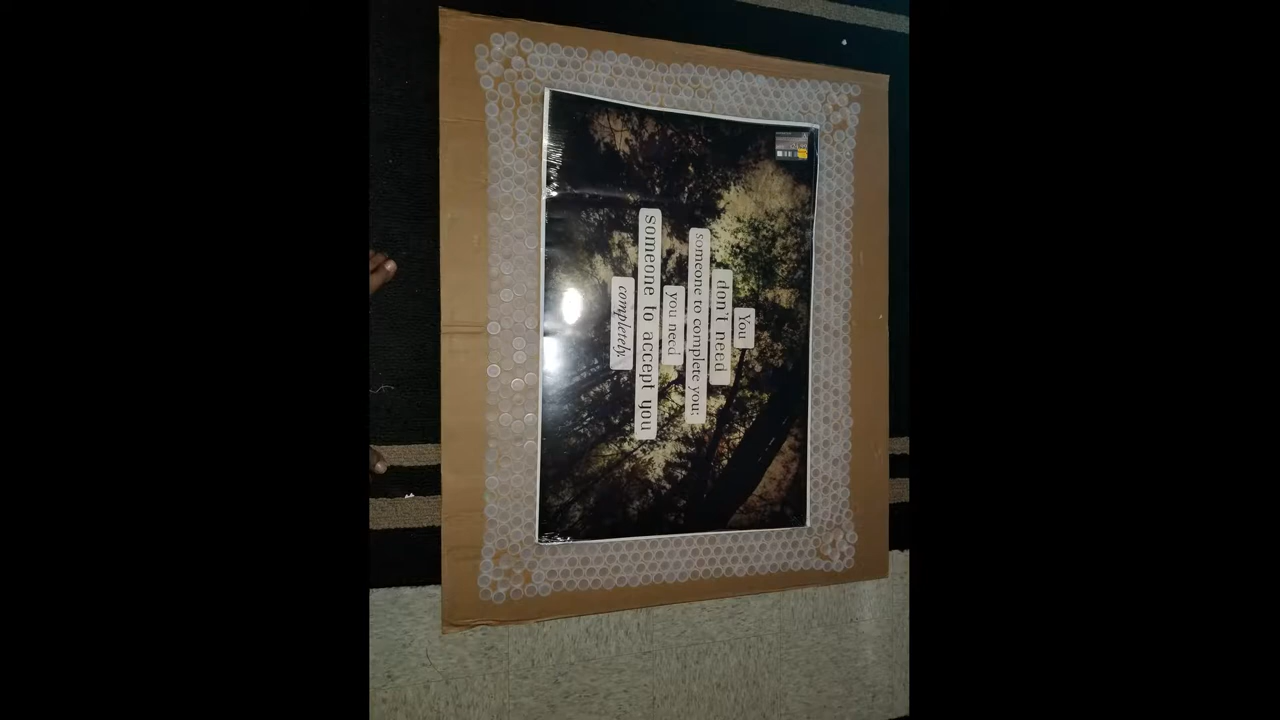 You
don't need
someone to complete you;
you need
someone to accept you
completely.